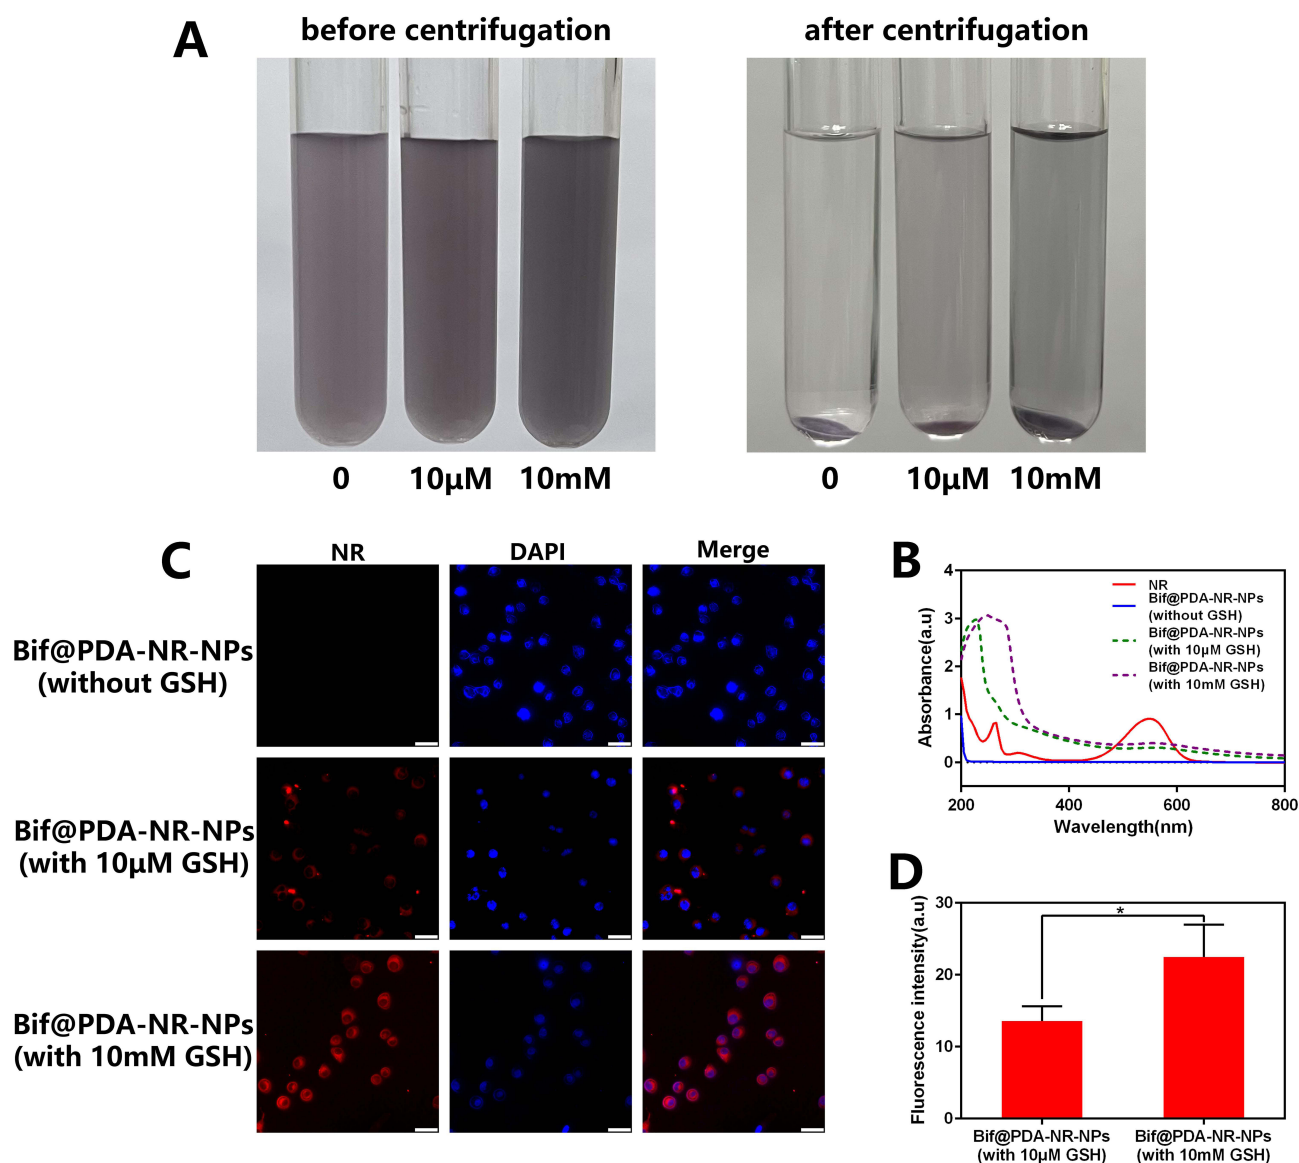 A
before centrifugation
after centrifugation
0
10μM
10mM
0
10μM
10mM
C
NR
DAPI
Merge
Bif@PDA-NR-NPs
(without GSH)
Bif@PDA-NR-NPs
(with 10μM GSH)
Bif@PDA-NR-NPs
(with 10mM GSH)
B
Absorbance(a.u)
4
3
2
1
0
200
400
600
800
Wavelength(nm)
NR
Bif@PDA-NR-NPs
(without GSH)
Bif@PDA-NR-NPs
(with 10μM GSH)
Bif@PDA-NR-NPs
(with 10mM GSH)
D
Fluorescence intensity(a.u)
30
20
10
0
*
Bif@PDA-NR-NPs
(with 10μM GSH)
Bif@PDA-NR-NPs
(with 10mM GSH)